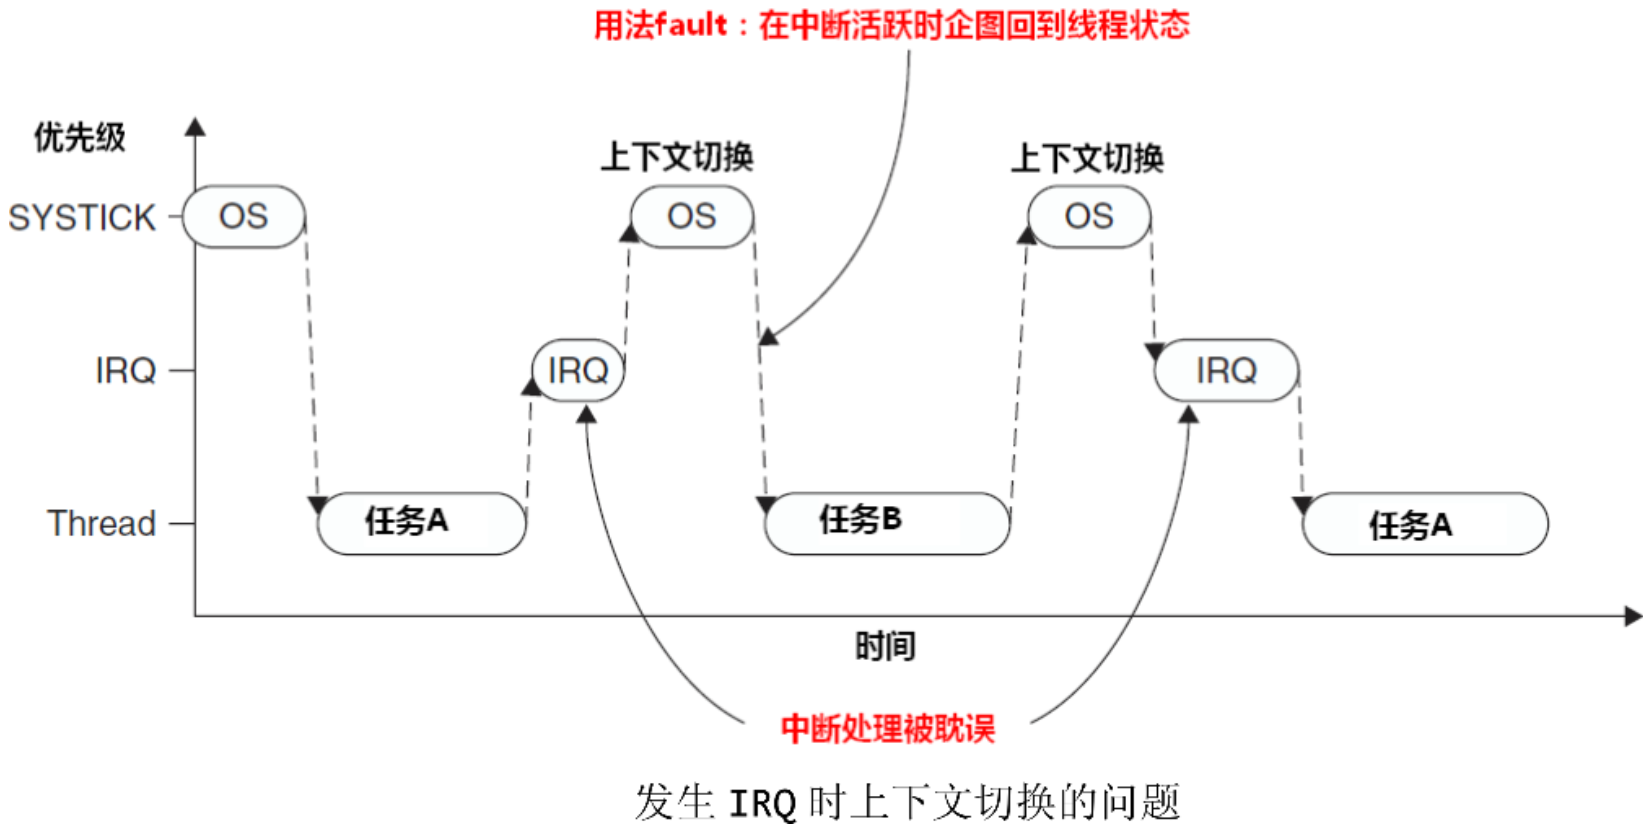 用法fault：在中断活跃时企图回到线程状态
优先级
上下文切换
上下文切换
SYSTICK
OS
OS
OS
IRQ
IRQ
IRQ
Thread
任务A
任务B
任务A
时间
中断处理被耽误
发生 IRQ 时上下文切换的问题